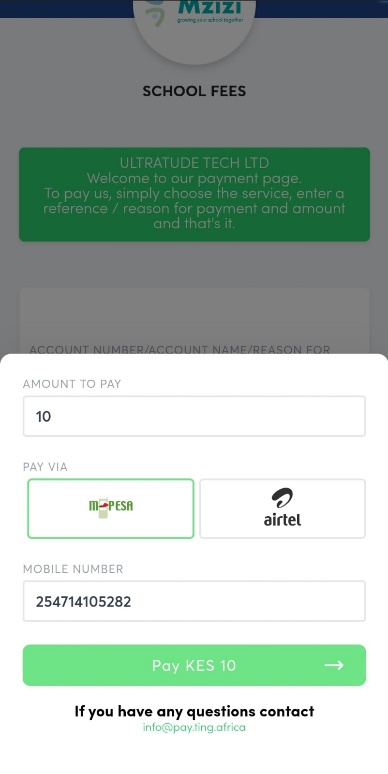 Mzizi
growing your school together
SCHOOL FEES
ULTRATUDE TECH LTD
Welcome to our payment page.
To pay us, simply choose the service, enter a
reference / reason for payment and amount
and that's it.
ACCOUNT NUMBER/ACCOUNT NAME/REASON FOR
AMOUNT TO PAY
10
PAY VIA
M-PESA
airtel
MOBILE NUMBER
254714105282
Pay KES 10 →
If you have any questions contact
info@pay.ting.africa